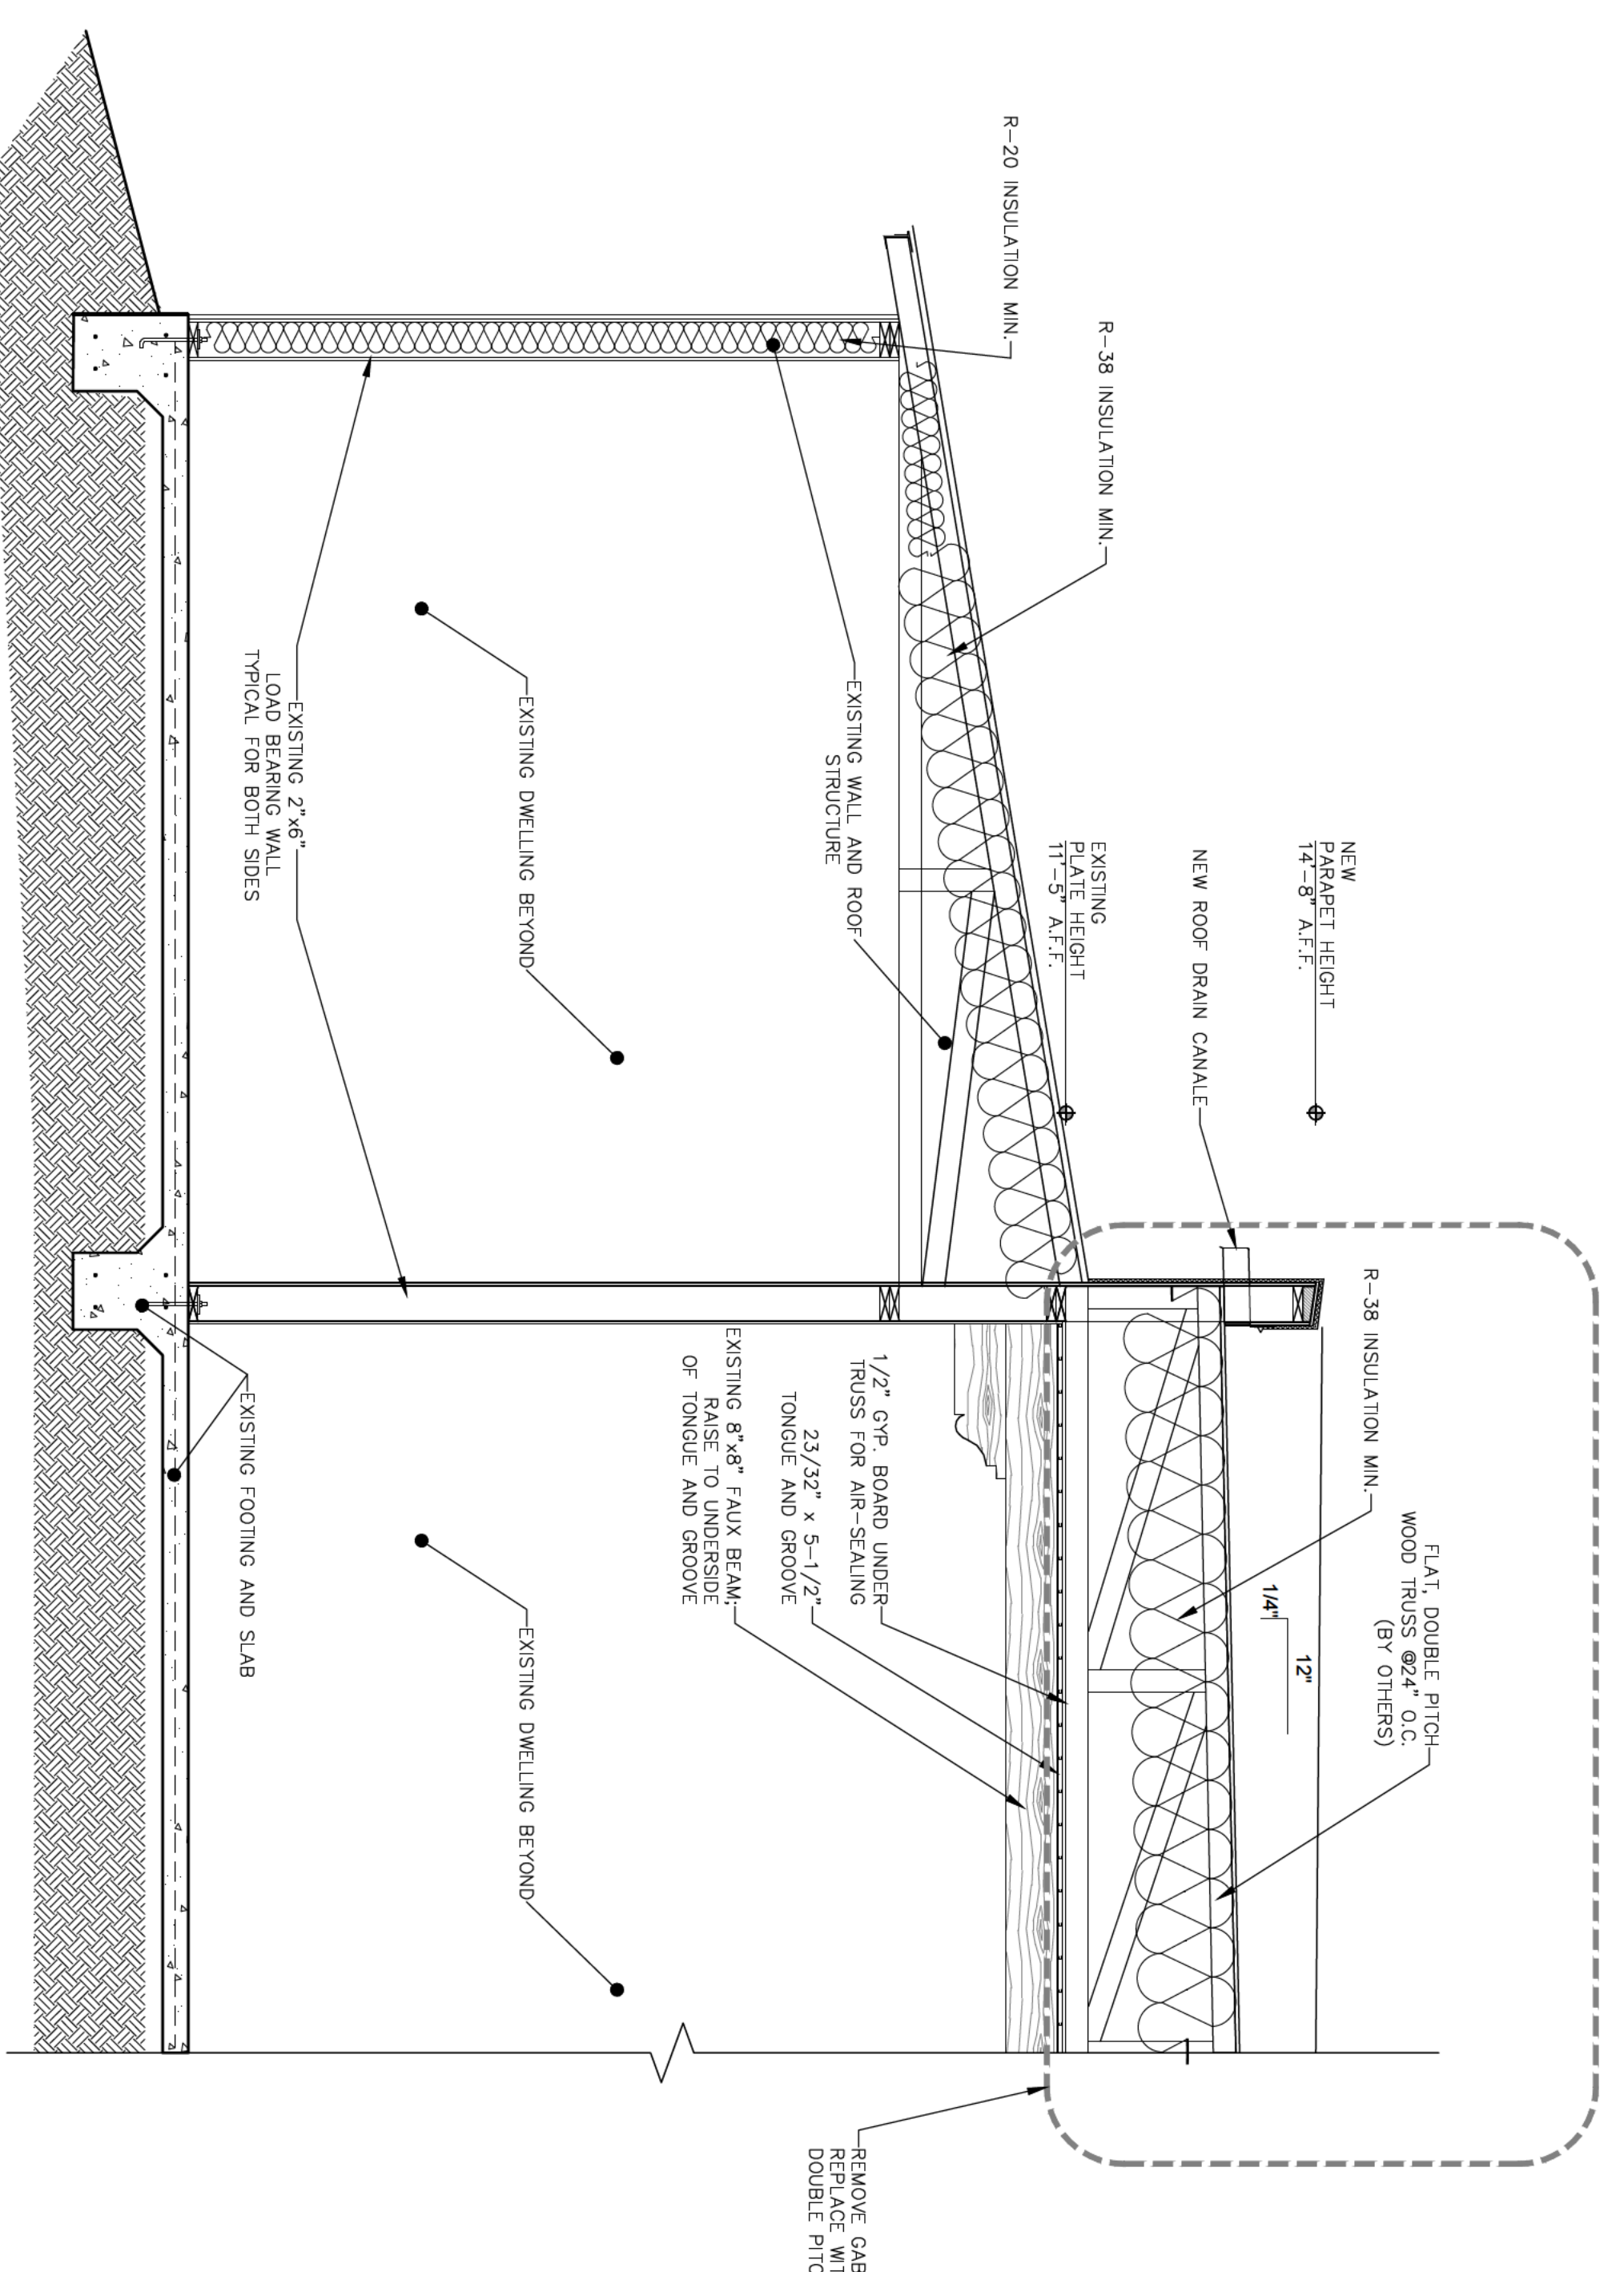 NEW
PARAPET HEIGHT
14'-8" A.F.F.
NEW ROOF DRAIN CANALE
EXISTING
PLATE HEIGHT
11'-5" A.F.F.
R-38 INSULATION MIN.
R-20 INSULATION MIN.
EXISTING WALL AND ROOF
STRUCTURE
EXISTING DWELLING BEYOND
EXISTING 2"x6"
LOAD BEARING WALL
TYPICAL FOR BOTH SIDES
FLAT, DOUBLE PITCH
WOOD TRUSS @24" O.C.
(BY OTHERS)
R-38 INSULATION MIN.
12"
1/4"
1/2" GYP. BOARD UNDER
TRUSS FOR AIR-SEALING
23/32" x 5-1/2"
TONGUE AND GROOVE
EXISTING 8"x8" FAUX BEAM;
RAISE TO UNDERSIDE
OF TONGUE AND GROOVE
EXISTING DWELLING BEYOND
EXISTING FOOTING AND SLAB
REMOVE GAB
REPLACE WIT
DOUBLE PITC